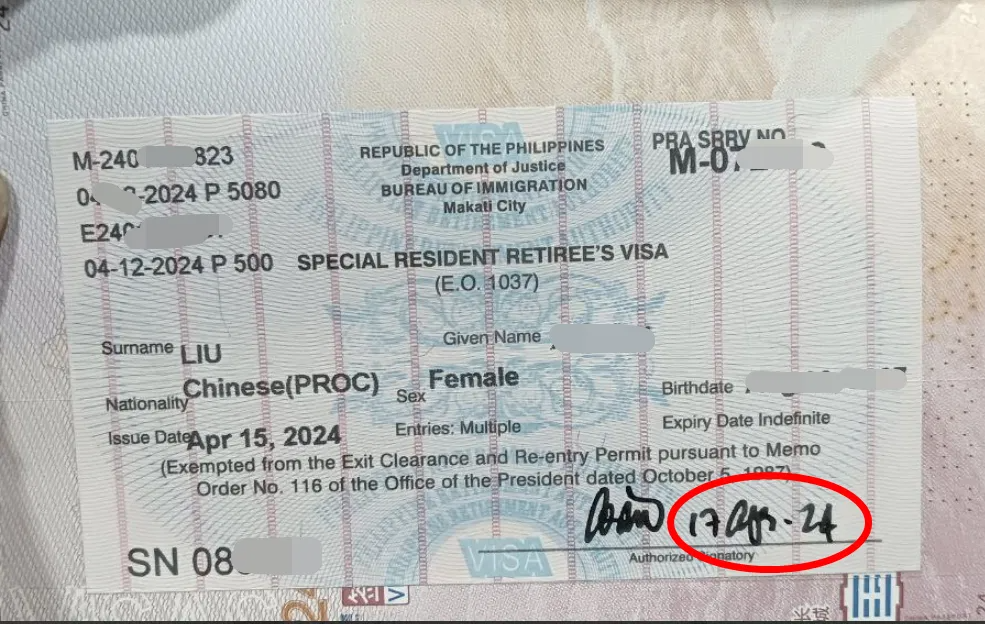 VISA
M-240 823
REPUBLIC OF THE PHILIPPINES
PRA SRRV NO
Department of Justice
M-07
04 -2024 P 5080
BUREAU OF IMMIGRATION
Makati City
E240
04-12-2024 P 500 SPECIAL RESIDENT RETIREE'S VISA
(E.O. 1037)
Surname LIU
Given Name
Nationality Chinese(PROC)
Sex Female
Birthdate
Issue Date Apr 15, 2024
Entries: Multiple
Expiry Date Indefinite
(Exempted from the Exit Clearance and Re-entry Permit pursuant to Memo
Order No. 116 of the Office of the President dated October 5, 1987)
17 Apr - 24
Authorized Signatory
SN 08
VISA